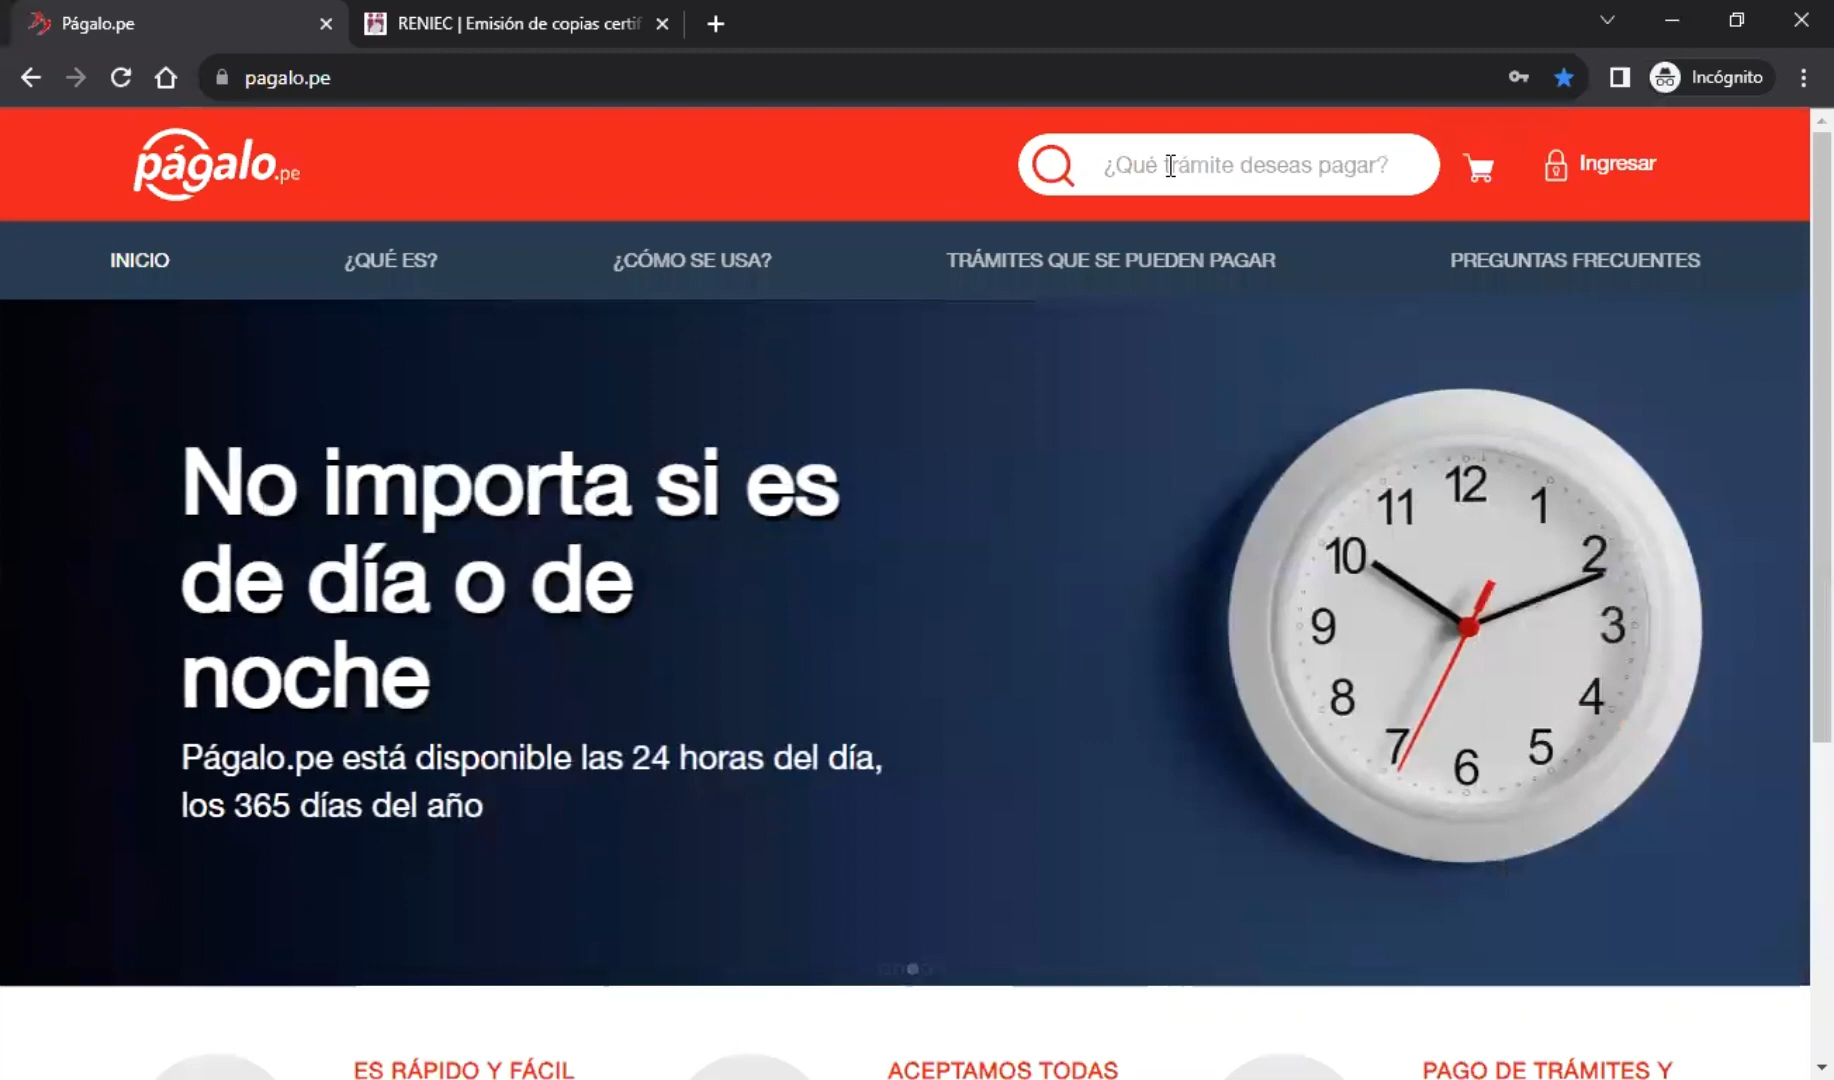 Págalo.pe
RENIEC | Emisión de copias certif
pagalo.pe
Incógnito
págalo.pe
¿Qué trámite deseas pagar?
Ingresar
INICIO
¿QUÉ ES?
¿CÓMO SE USA?
TRÁMITES QUE SE PUEDEN PAGAR
PREGUNTAS FRECUENTES
No importa si es
de día o de
noche
Págalo.pe está disponible las 24 horas del día,
los 365 días del año
12
11
1
10
2
9
3
8
4
7
5
6
ES RÁPIDO Y FÁCIL
ACEPTAMOS TODAS
PAGO DE TRÁMITES Y